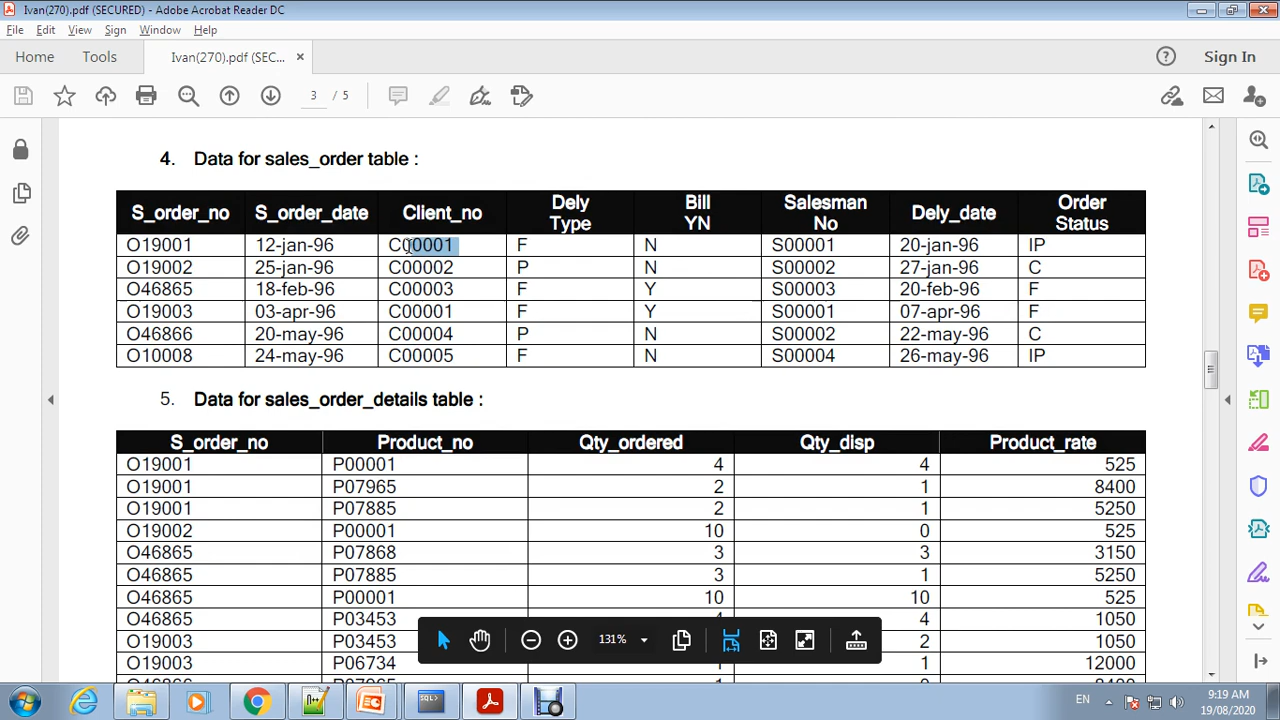 Ivan(270).pdf (SECURED) - Adobe Acrobat Reader DC
File Edit View Sign Window Help
Home Tools Ivan(270).pdf (SEC... × Sign In
3 / 5
4. Data for sales_order table :
S_order_no S_order_date Client_no Dely Type Bill YN Salesman No Dely_date Order Status
O19001 12-jan-96 C00001 F N S00001 20-jan-96 IP
O19002 25-jan-96 C00002 P N S00002 27-jan-96 C
O46865 18-feb-96 C00003 F Y S00003 20-feb-96 F
O19003 03-apr-96 C00001 F Y S00001 07-apr-96 F
O46866 20-may-96 C00004 P N S00002 22-may-96 C
O10008 24-may-96 C00005 F N S00004 26-may-96 IP
5. Data for sales_order_details table :
S_order_no Product_no Qty_ordered Qty_disp Product_rate
O19001 P00001 4 4 525
O19001 P07965 2 1 8400
O19001 P07885 2 1 5250
O19002 P00001 10 0 525
O46865 P07868 3 3 3150
O46865 P07885 3 1 5250
O46865 P00001 10 10 525
O46865 P03453 4 1050
O19003 P03453 2 1050
O19003 P06734 1 12000
131%
EN 9:19 AM
19/08/2020